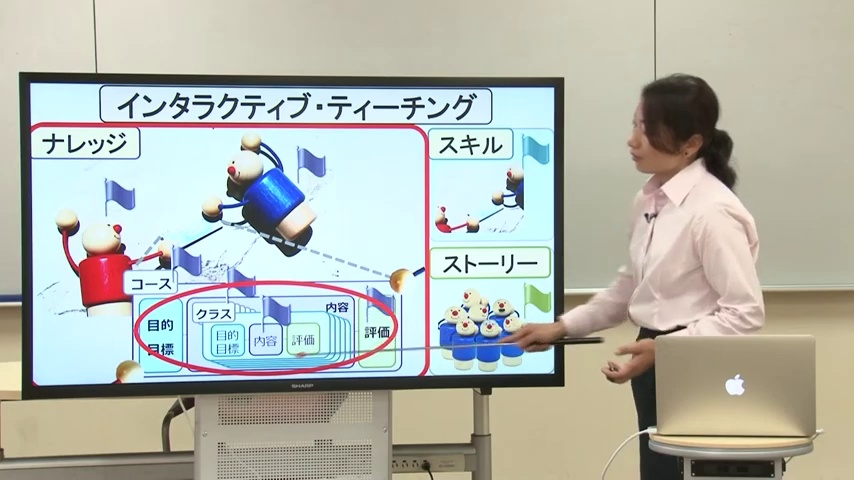 インタラクティブ・ティーチング
ナレッジ
スキル
ストーリー
コース
クラス
内容
目的
目標
目的
目標
内容
評価
評価
SHARP